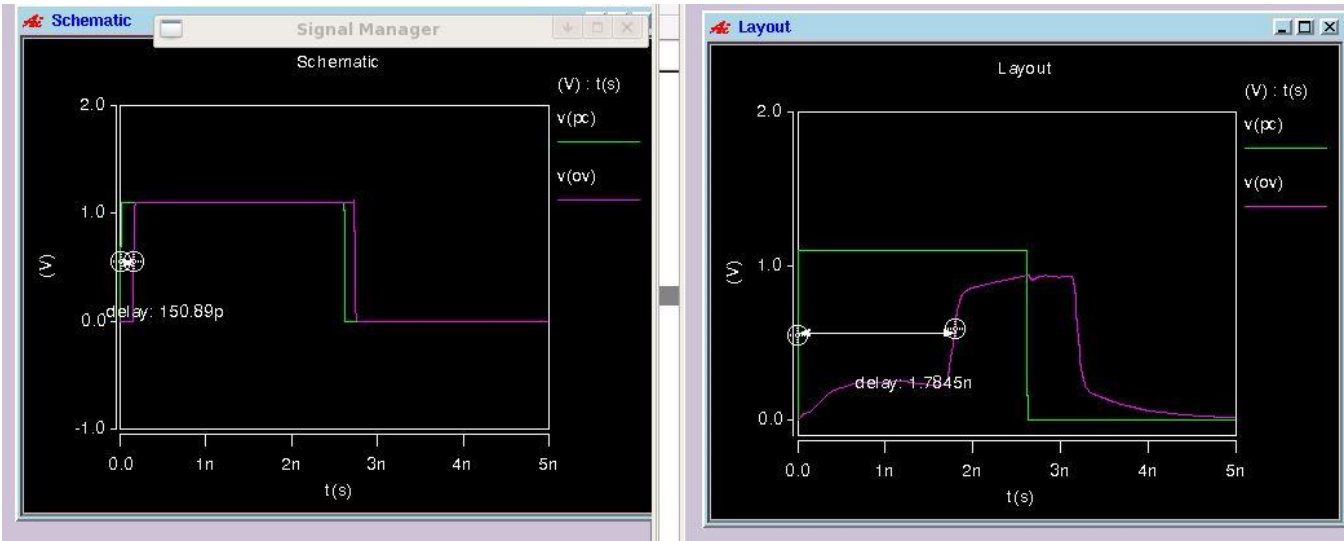 Schematic
Signal Manager
Schematic
(V) : t(s)
v(pc)
v(ov)
2.0
1.0
(V)
delay: 150.89p
0.0
-1.0
0.0 1n 2n 3n 4n 5n
t(s)
Layout
Layout
(V) : t(s)
v(pc)
v(ov)
2.0
1.0
(V)
delay: 1.7845n
0.0
0.0 1n 2n 3n 4n 5n
t(s)